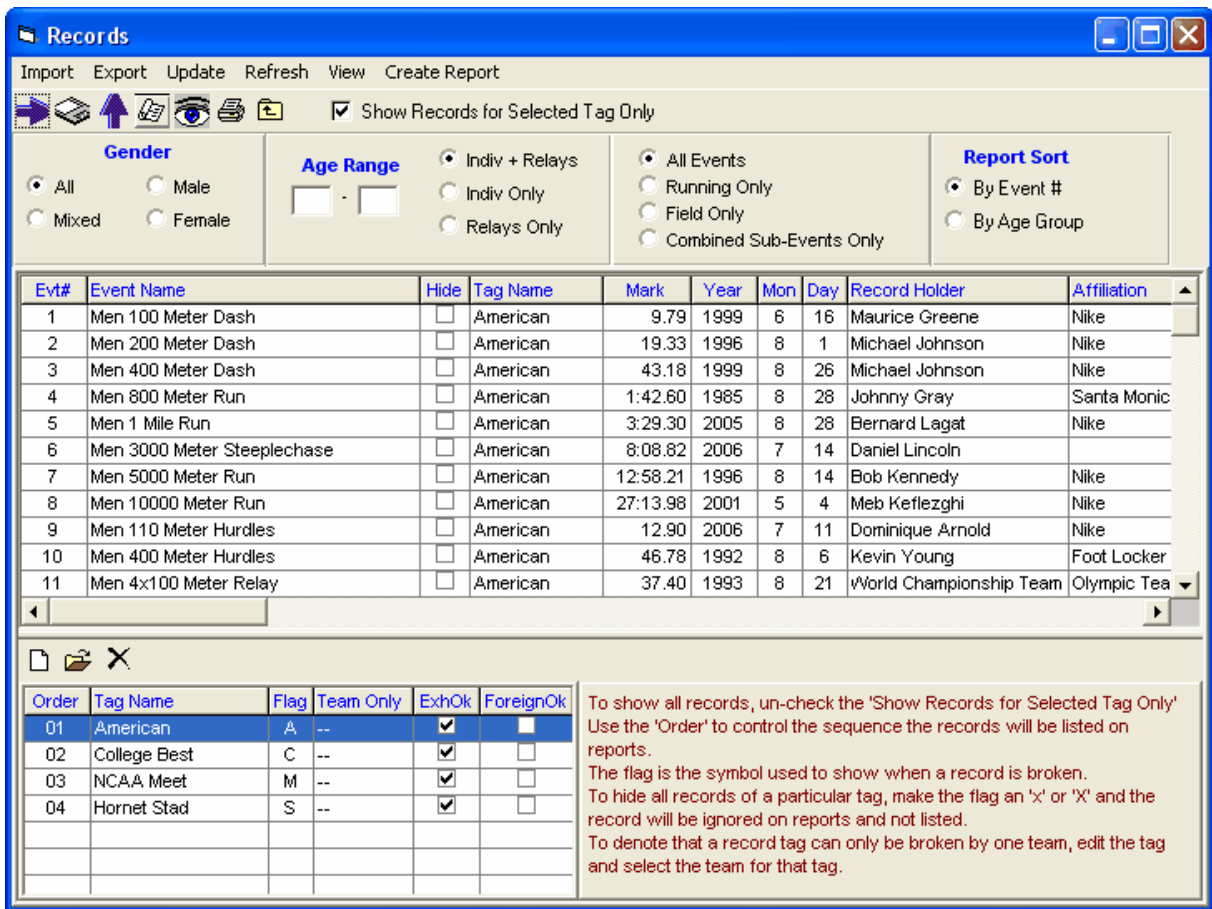 Records
Import Export Update Refresh View Create Report
Show Records for Selected Tag Only
Gender
All Male
Mixed Female
Age Range
-
Indiv + Relays
Indiv Only
Relays Only
All Events
Running Only
Field Only
Combined Sub-Events Only
Report Sort
By Event #
By Age Group
Evt# Event Name Hide Tag Name Mark Year Mon Day Record Holder Affiliation
1 Men 100 Meter Dash American 9.79 1999 6 16 Maurice Greene Nike
2 Men 200 Meter Dash American 19.33 1996 8 1 Michael Johnson Nike
3 Men 400 Meter Dash American 43.18 1999 8 26 Michael Johnson Nike
4 Men 800 Meter Run American 1:42.60 1985 8 28 Johnny Gray Santa Monic
5 Men 1 Mile Run American 3:29.30 2005 8 28 Bernard Lagat Nike
6 Men 3000 Meter Steeplechase American 8:08.82 2006 7 14 Daniel Lincoln
7 Men 5000 Meter Run American 12:58.21 1996 8 14 Bob Kennedy Nike
8 Men 10000 Meter Run American 27:13.98 2001 5 4 Meb Keflezghi Nike
9 Men 110 Meter Hurdles American 12.90 2006 7 11 Dominique Arnold Nike
10 Men 400 Meter Hurdles American 46.78 1992 8 6 Kevin Young Foot Locker
11 Men 4x100 Meter Relay American 37.40 1993 8 21 World Championship Team Olympic Tea
Order Tag Name Flag Team Only ExhOk ForeignOk
01 American A --
02 College Best C --
03 NCAA Meet M --
04 Hornet Stad S --
To show all records, un-check the 'Show Records for Selected Tag Only'
Use the 'Order' to control the sequence the records will be listed on
reports.
The flag is the symbol used to show when a record is broken.
To hide all records of a particular tag, make the flag an 'x' or 'X' and the
record will be ignored on reports and not listed.
To denote that a record tag can only be broken by one team, edit the tag
and select the team for that tag.